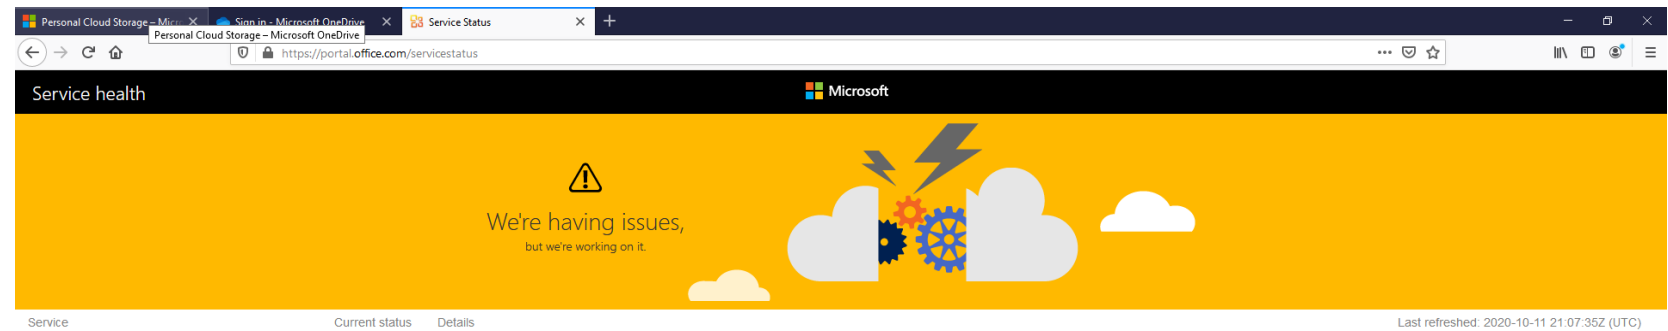 Personal Cloud Storage – Micr
Sign in - Microsoft OneDrive
Service Status
Personal Cloud Storage – Microsoft OneDrive
https://portal.office.com/servicestatus
Service health
Microsoft
We're having issues,
but we're working on it.
Service
Current status
Details
Last refreshed: 2020-10-11 21:07:35Z (UTC)